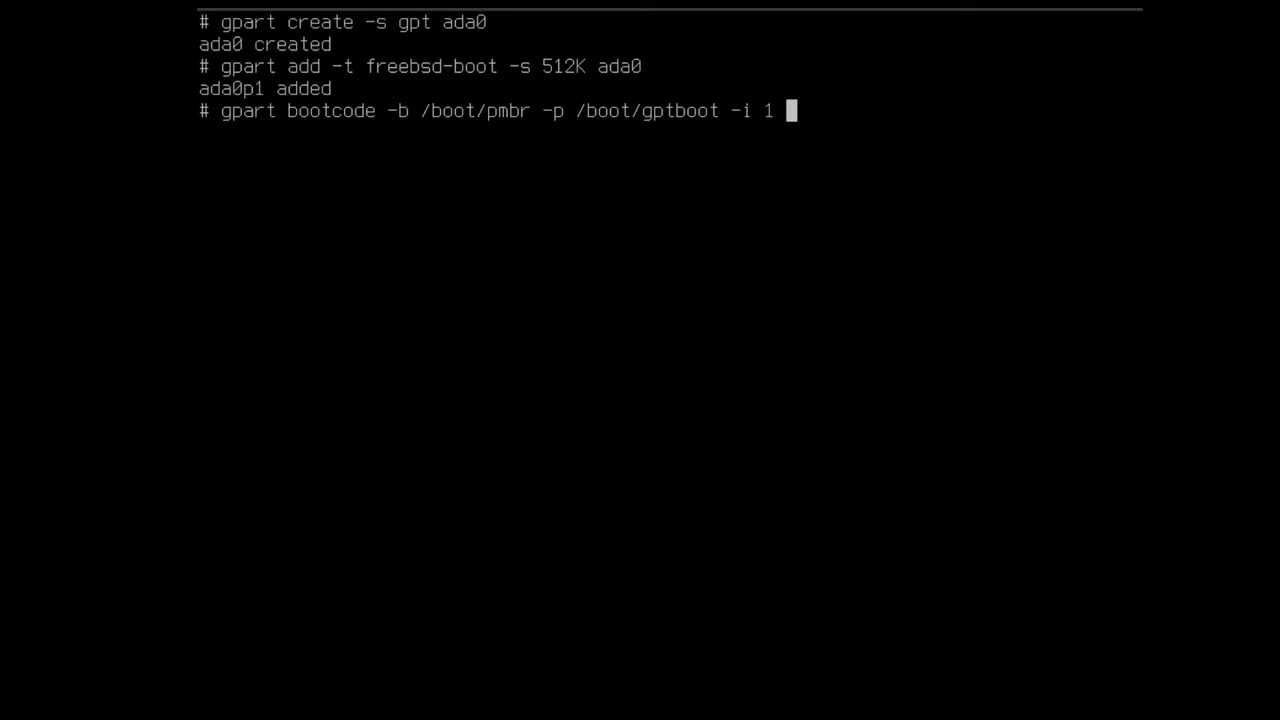 # gpart create -s gpt ada0
ada0 created
# gpart add -t freebsd-boot -s 512K ada0
ada0p1 added
# gpart bootcode -b /boot/pmbr -p /boot/gptboot -i 1